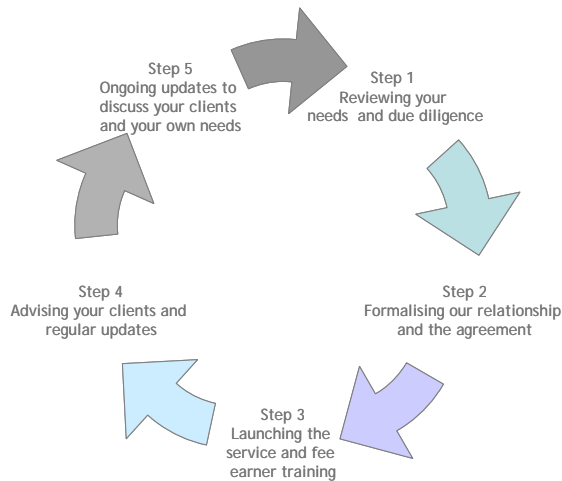 Step 1
Reviewing your
needs and due diligence
Step 2
Formalising our relationship
and the agreement
Step 3
Launching the
service and fee
earner training
Step 4
Advising your clients and
regular updates
Step 5
Ongoing updates to
discuss your clients
and your own needs